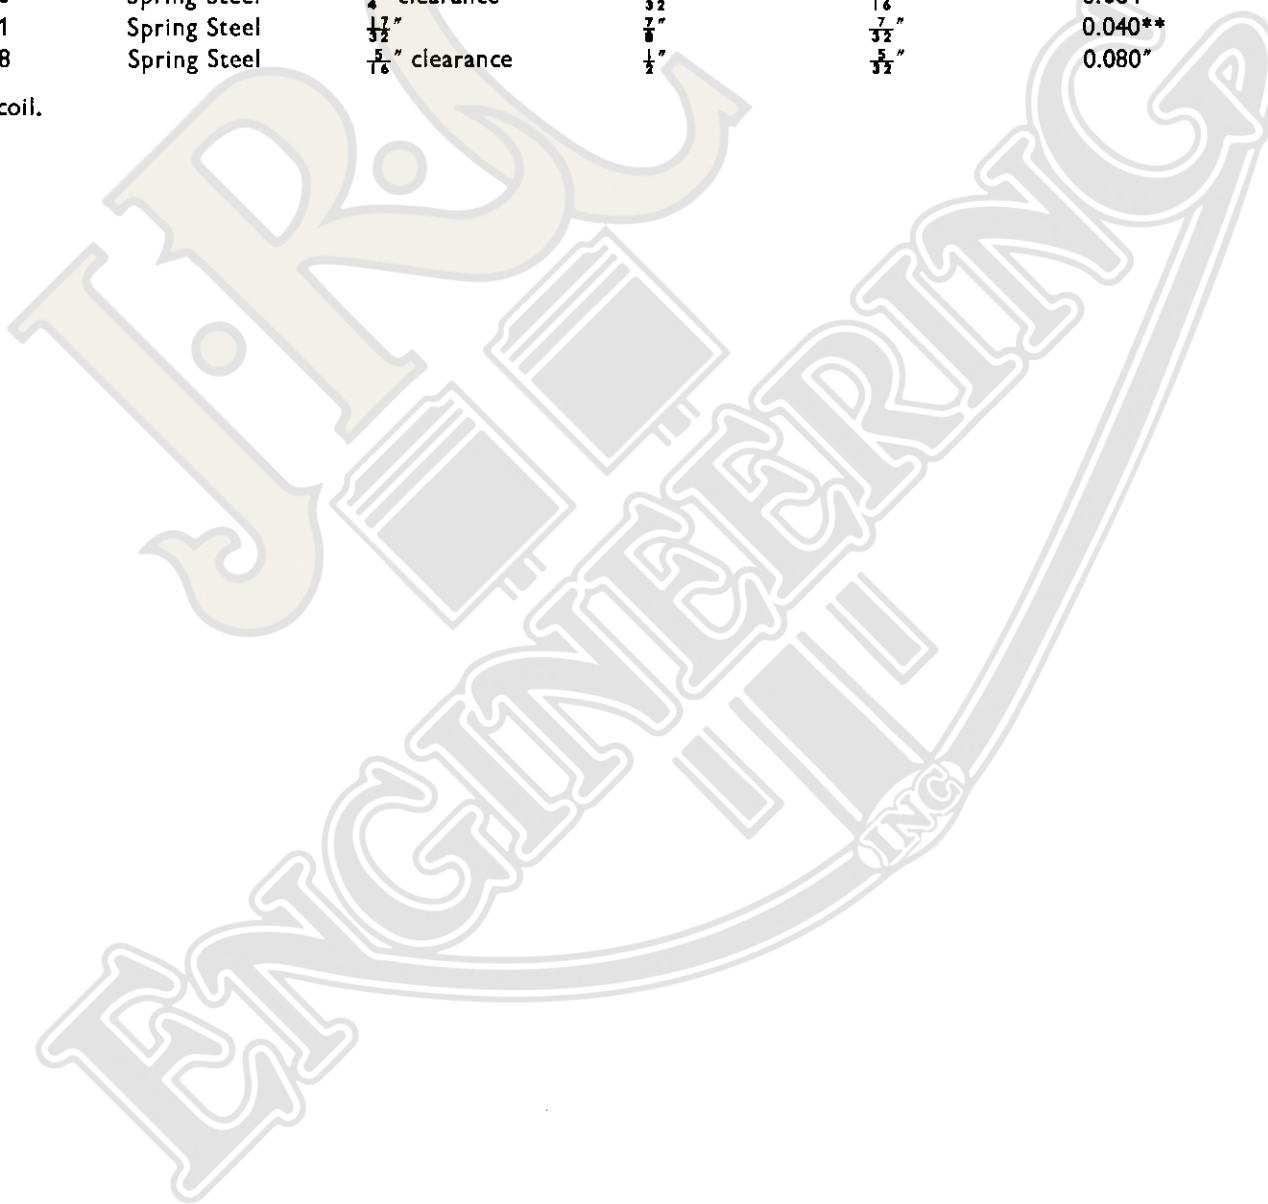 1 Spring Steel 17/32" 7/8" 7/32" 0.040**
8 Spring Steel 5/16" clearance 1/2" 5/32" 0.080"
coil.
J.R.C.
ENGINEERING
INC